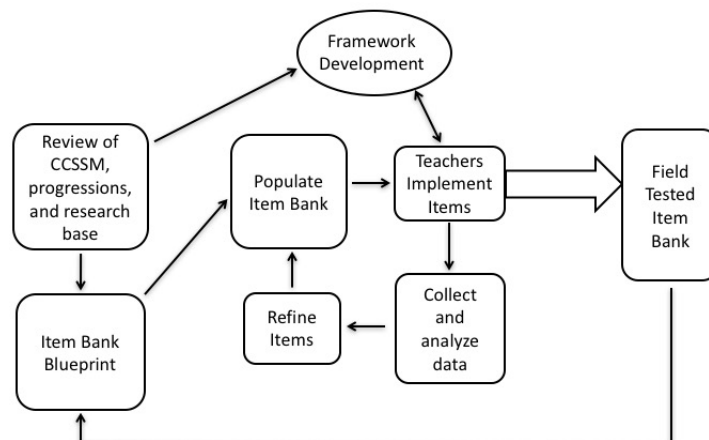 Framework
Development
Review of
CCSSM,
progressions,
and research
base
Populate
Item Bank
Teachers
Implement
Items
Field
Tested
Item
Bank
Item Bank
Blueprint
Refine
Items
Collect
and
analyze
data